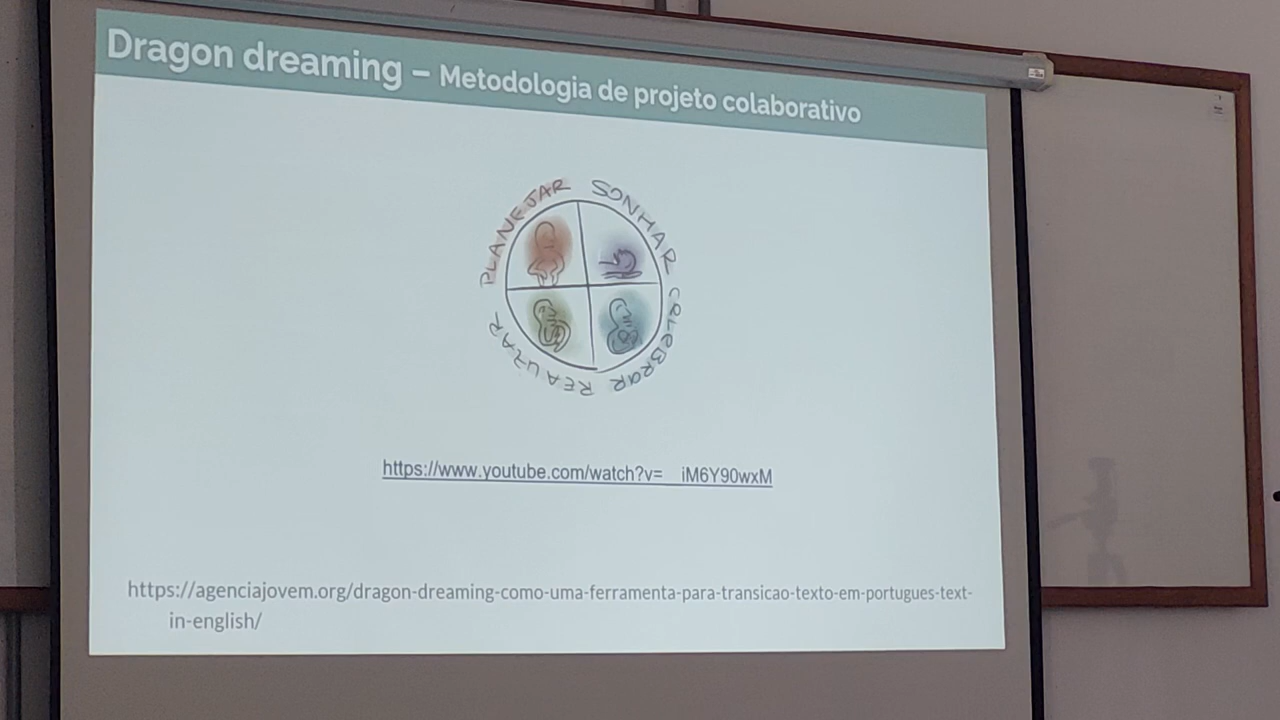 Dragon dreaming – Metodologia de projeto colaborativo
PLANEJAR
SONHAR
CELEBRAR
REALIZAR
https://www.youtube.com/watch?v=__iM6Y90wxM
https://agenciajovem.org/dragon-dreaming-como-uma-ferramenta-para-transicao-texto-em-portugues-text-
in-english/